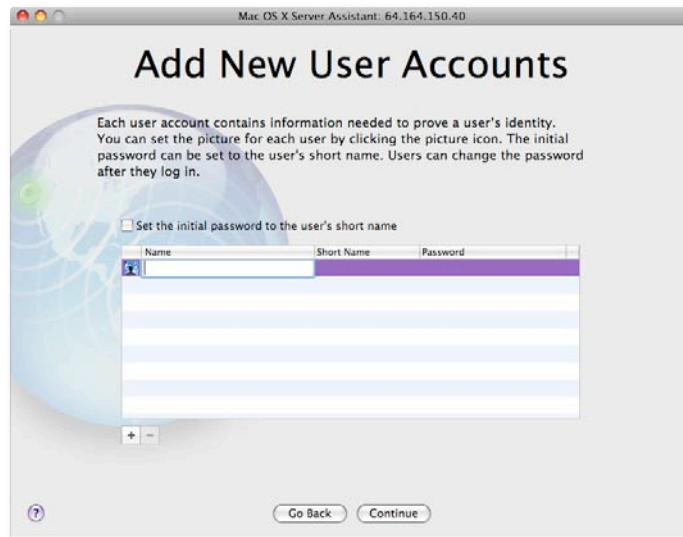 Mac OS X Server Assistant: 64.164.150.40
Add New User Accounts
Each user account contains information needed to prove a user's identity.
You can set the picture for each user by clicking the picture icon. The initial
password can be set to the user's short name. Users can change the password
after they log in.
Set the initial password to the user's short name
Name Short Name Password
+ −
? Go Back Continue